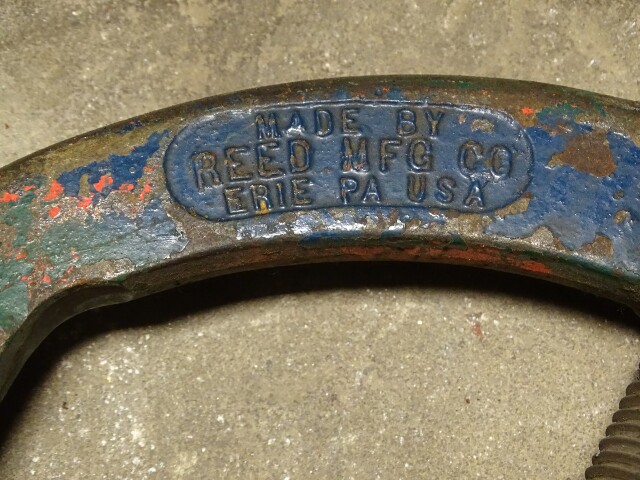 MADE BY
REED MFG CO
ERIE PA USA